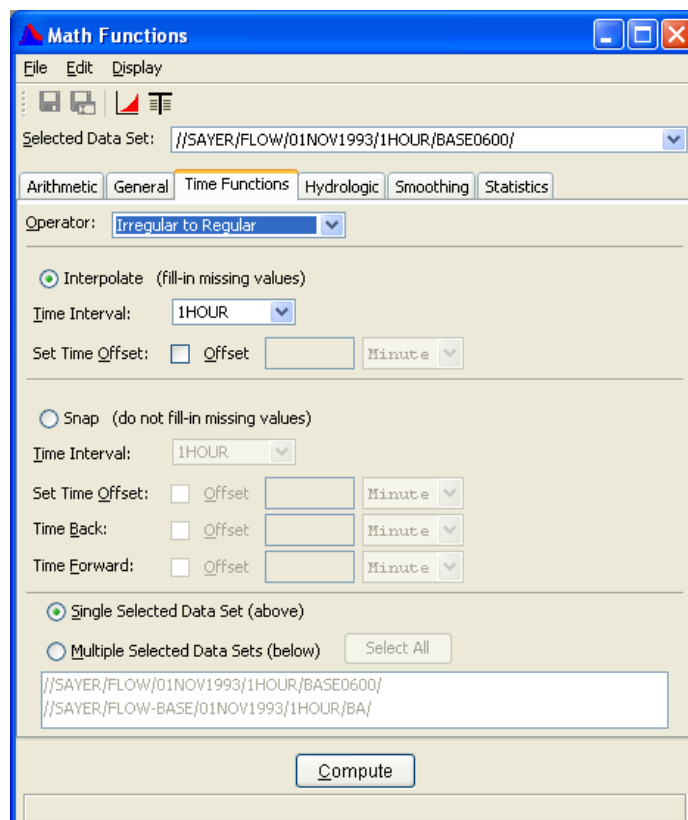 Math Functions
File Edit Display
Selected Data Set: //SAYER/FLOW/01NOV1993/1HOUR/BASE0600/
Arithmetic General Time Functions Hydrologic Smoothing Statistics
Operator: Irregular to Regular
Interpolate (fill-in missing values)
Time Interval: 1HOUR
Set Time Offset: Offset Minute
Snap (do not fill-in missing values)
Time Interval: 1HOUR
Set Time Offset: Offset Minute
Time Back: Offset Minute
Time Forward: Offset Minute
Single Selected Data Set (above)
Multiple Selected Data Sets (below) Select All
//SAYER/FLOW/01NOV1993/1HOUR/BASE0600/
//SAYER/FLOW-BASE/01NOV1993/1HOUR/BA/
Compute